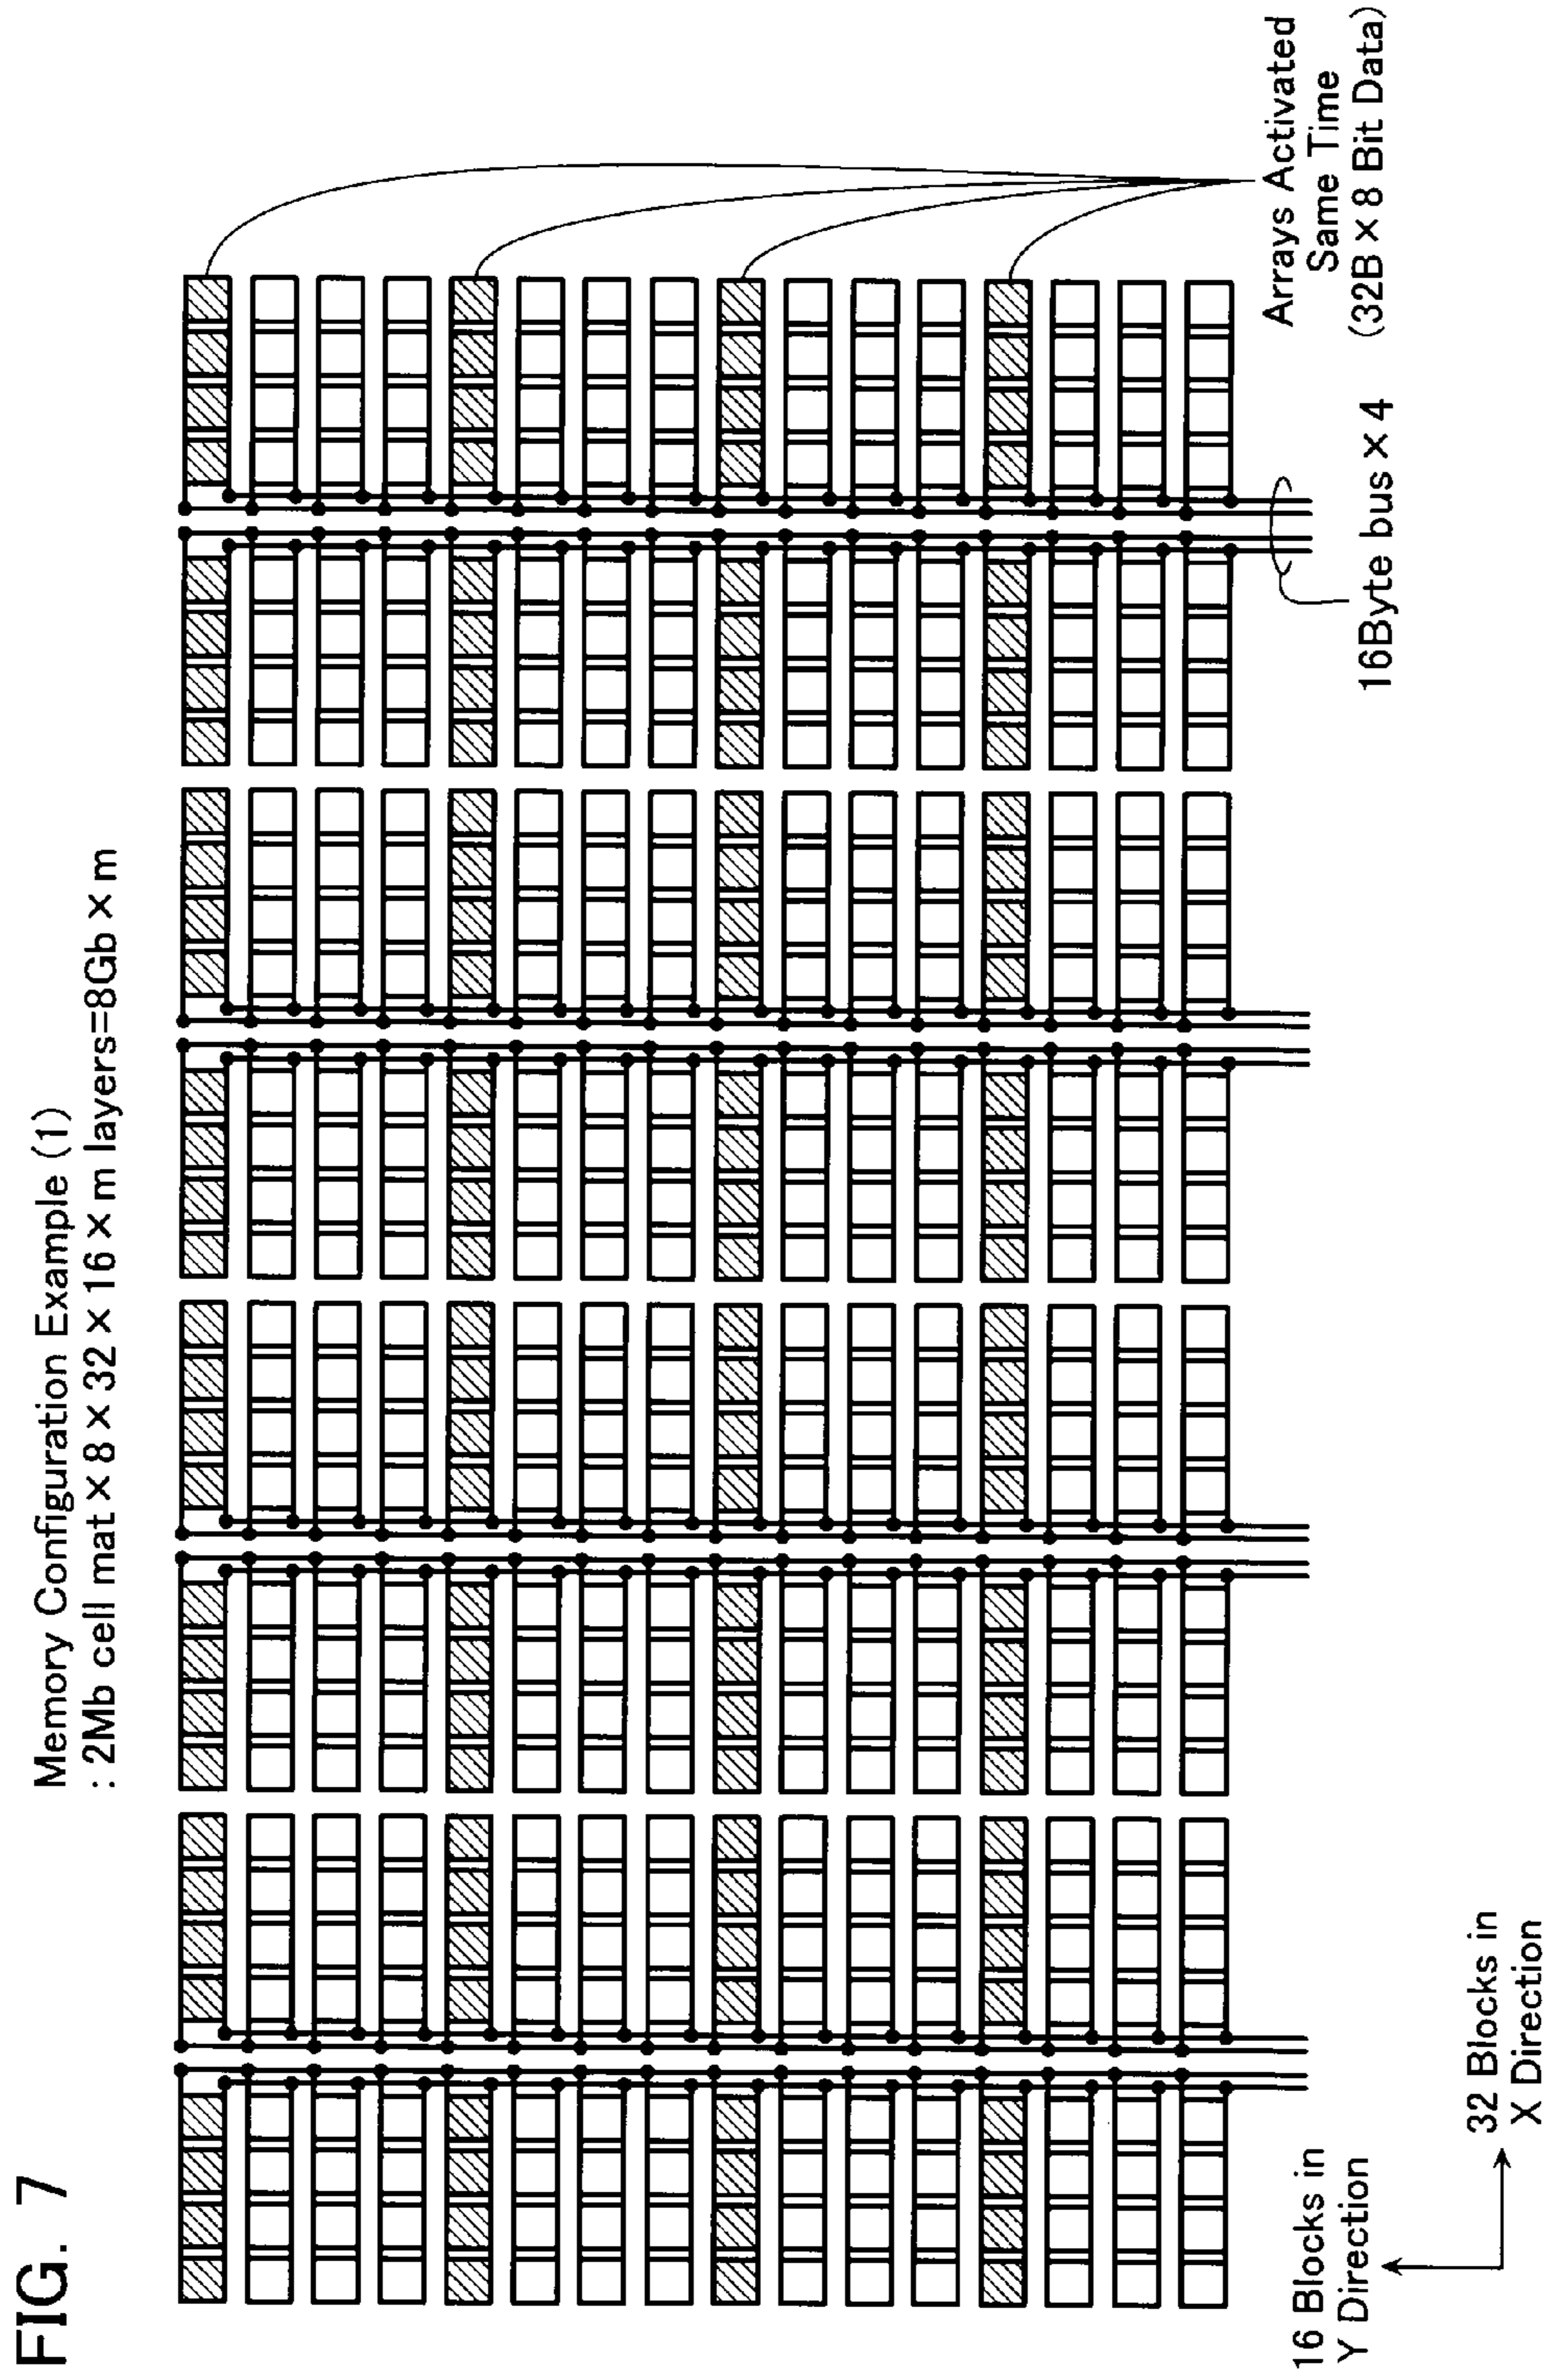 FIG. 7
Memory Configuration Example (1)
: 2Mb cell mat × 8 × 32 × 16 × m layers=8Gb × m
16 Blocks in
Y Direction
32 Blocks in
X Direction
16Byte bus × 4
Arrays Activated
Same Time
(32B × 8 Bit Data)